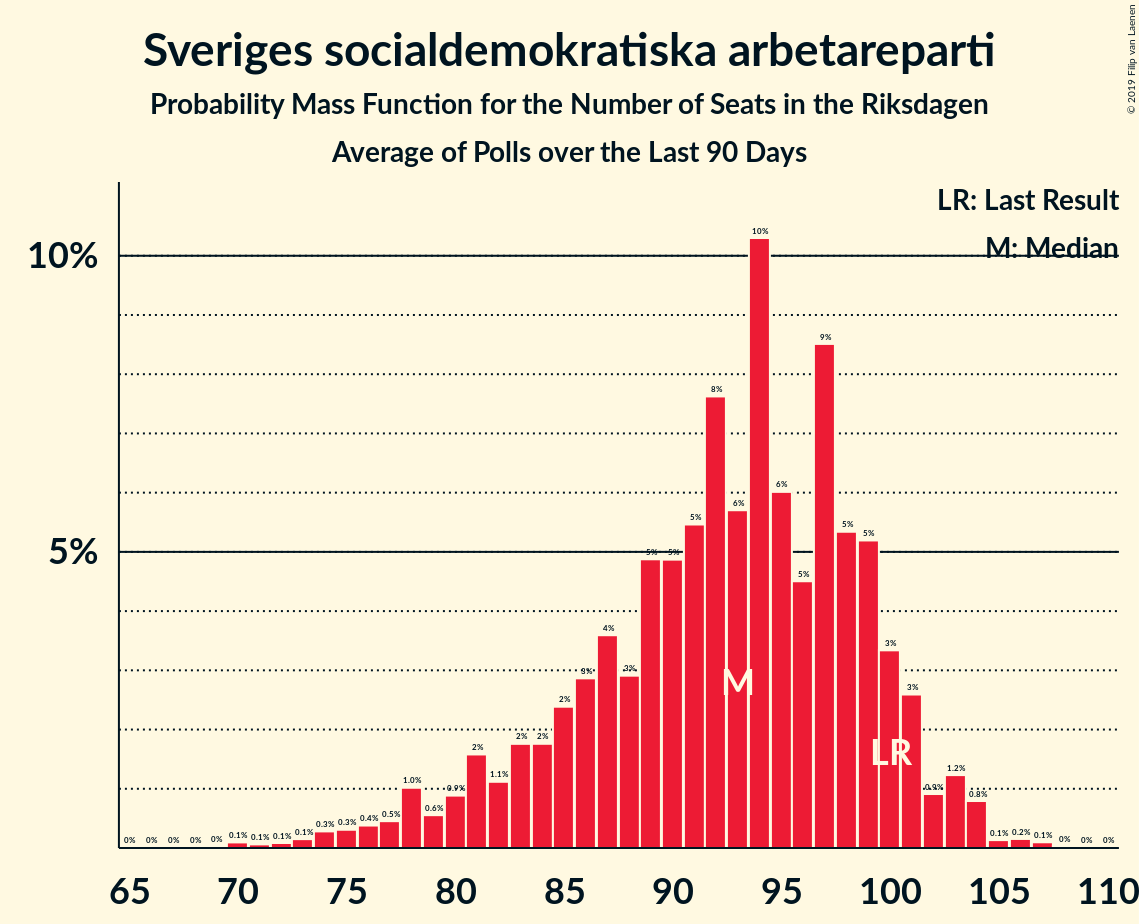 Sveriges socialdemokratiska arbetareparti
Probability Mass Function for the Number of Seats in the Riksdagen
Average of Polls over the Last 90 Days
© 2019 Filip van Laenen
LR: Last Result
M: Median
10%
5%
0% 0% 0% 0% 0% 0.1% 0.1% 0.1% 0.1% 0.3% 0.3% 0.4% 0.5% 1.0% 0.6% 0.9% 2% 1.1% 2% 2% 2% 3% 4% 3% 5% 5% 5% 8% 6% 10% 6% 5% 9% 5% 5% 3% 3% 0.9% 1.2% 0.8% 0.1% 0.2% 0.1% 0% 0% 0%
M
LR
65 70 75 80 85 90 95 100 105 110